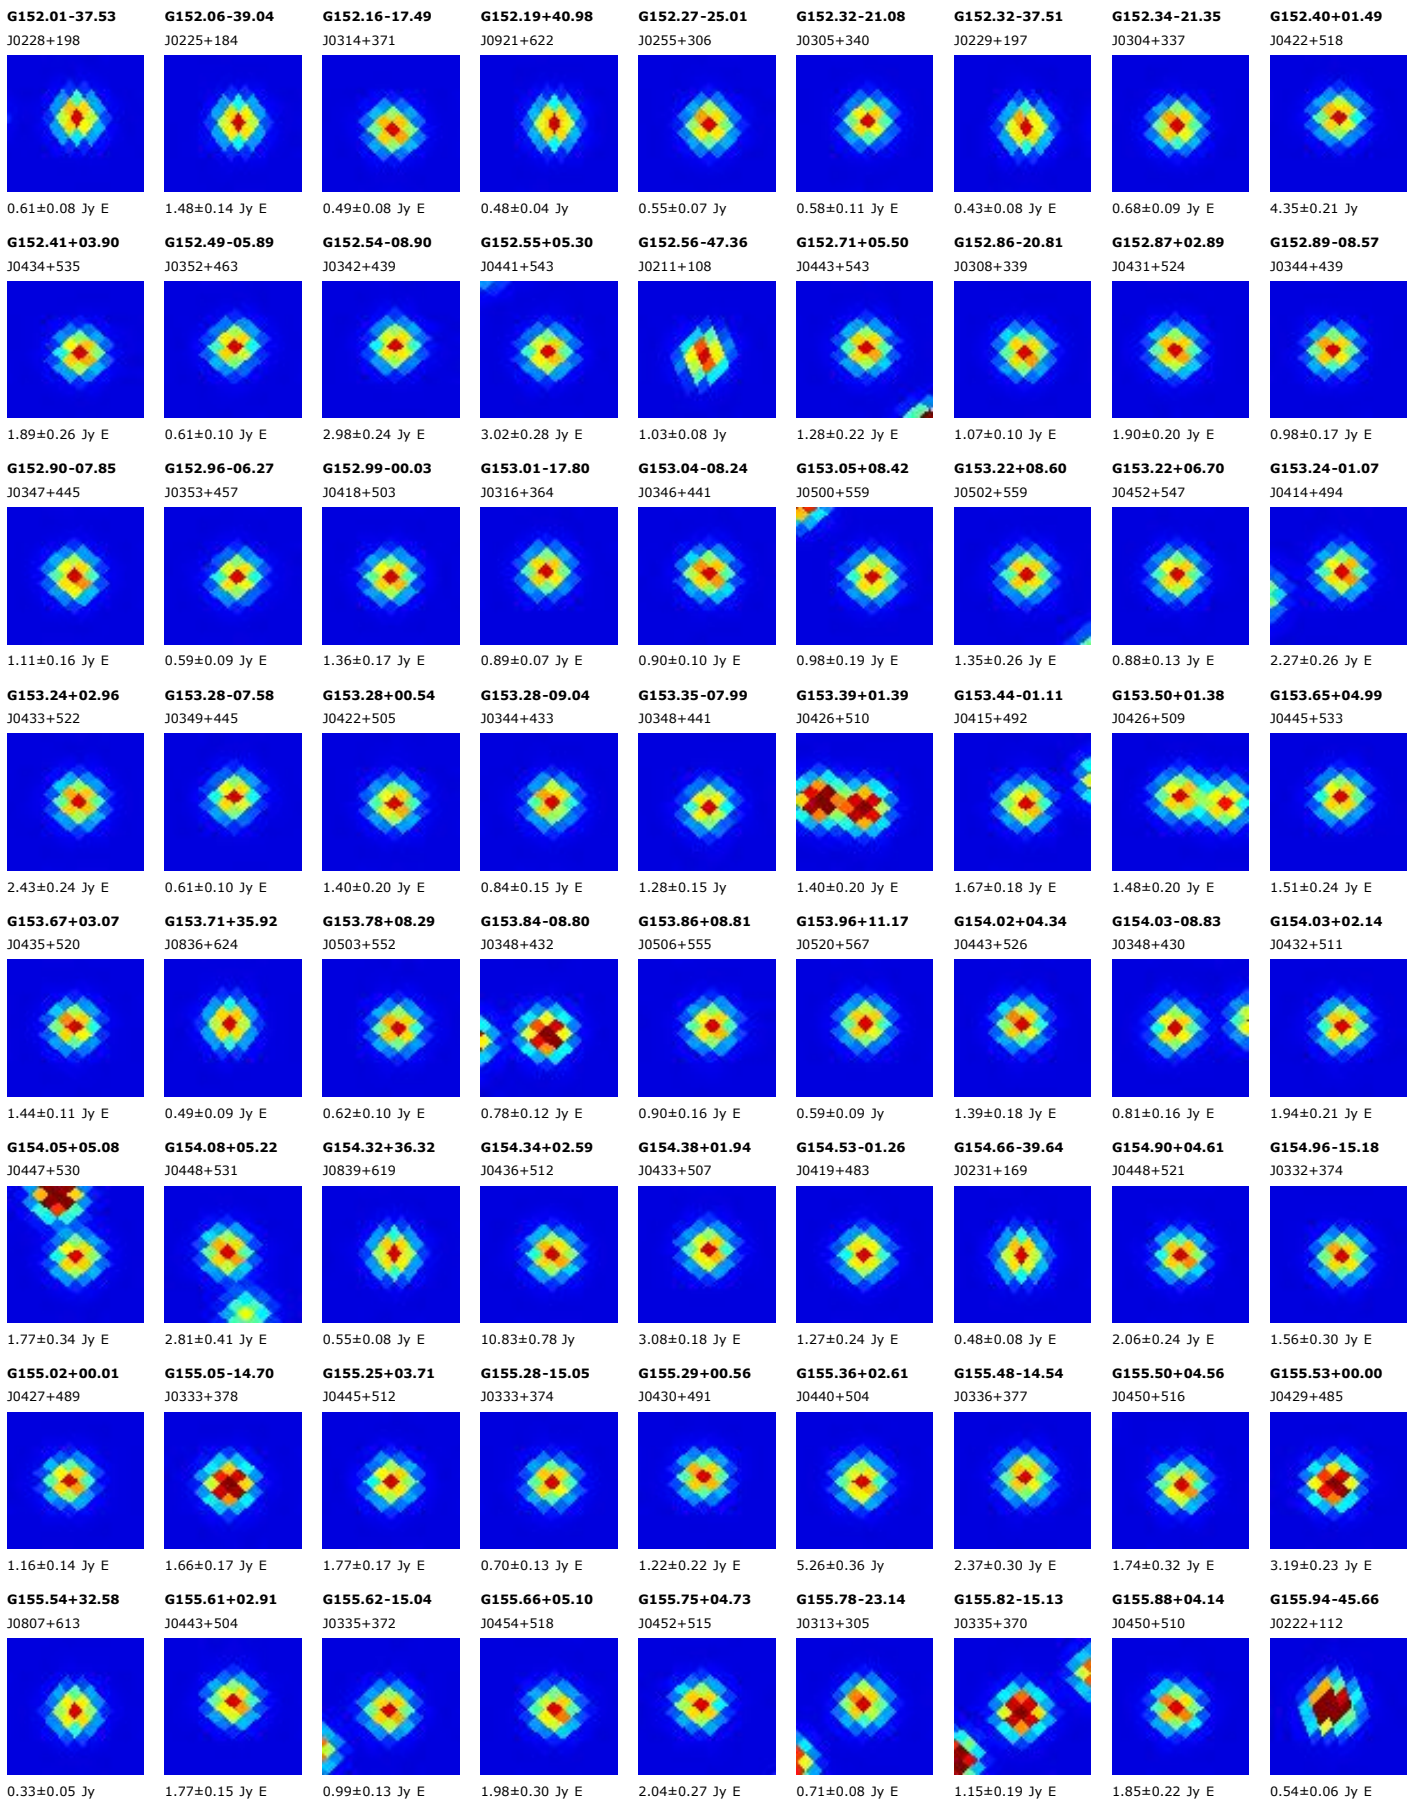 G152.01-37.53 G152.06-39.04 G152.16-17.49 G152.19+40.98 G152.27-25.01 G152.32-21.08 G152.32-37.51 G152.34-21.35 G152.40+01.49
J0228+198 J0225+184 J0314+371 J0921+622 J0255+306 J0305+340 J0229+197 J0304+337 J0422+518
0.61±0.08 Jy E 1.48±0.14 Jy E 0.49±0.08 Jy E 0.48±0.04 Jy 0.55±0.07 Jy 0.58±0.11 Jy E 0.43±0.08 Jy E 0.68±0.09 Jy E 4.35±0.21 Jy
G152.41+03.90 G152.49-05.89 G152.54-08.90 G152.55+05.30 G152.56-47.36 G152.71+05.50 G152.86-20.81 G152.87+02.89 G152.89-08.57
J0434+535 J0352+463 J0342+439 J0441+543 J0211+108 J0443+543 J0308+339 J0431+524 J0344+439
1.89±0.26 Jy E 0.61±0.10 Jy E 2.98±0.24 Jy E 3.02±0.28 Jy E 1.03±0.08 Jy 1.28±0.22 Jy E 1.07±0.10 Jy E 1.90±0.20 Jy E 0.98±0.17 Jy E
G152.90-07.85 G152.96-06.27 G152.99-00.03 G153.01-17.80 G153.04-08.24 G153.05+08.42 G153.22+08.60 G153.22+06.70 G153.24-01.07
J0347+445 J0353+457 J0418+503 J0316+364 J0346+441 J0500+559 J0502+559 J0452+547 J0414+494
1.11±0.16 Jy E 0.59±0.09 Jy E 1.36±0.17 Jy E 0.89±0.07 Jy E 0.90±0.10 Jy E 0.98±0.19 Jy E 1.35±0.26 Jy E 0.88±0.13 Jy E 2.27±0.26 Jy E
G153.24+02.96 G153.28-07.58 G153.28+00.54 G153.28-09.04 G153.35-07.99 G153.39+01.39 G153.44-01.11 G153.50+01.38 G153.65+04.99
J0433+522 J0349+445 J0422+505 J0344+433 J0348+441 J0426+510 J0415+492 J0426+509 J0445+533
2.43±0.24 Jy E 0.61±0.10 Jy E 1.40±0.20 Jy E 0.84±0.15 Jy E 1.28±0.15 Jy 1.40±0.20 Jy E 1.67±0.18 Jy E 1.48±0.20 Jy E 1.51±0.24 Jy E
G153.67+03.07 G153.71+35.92 G153.78+08.29 G153.84-08.80 G153.86+08.81 G153.96+11.17 G154.02+04.34 G154.03-08.83 G154.03+02.14
J0435+520 J0836+624 J0503+552 J0348+432 J0506+555 J0520+567 J0443+526 J0348+430 J0432+511
1.44±0.11 Jy E 0.49±0.09 Jy E 0.62±0.10 Jy E 0.78±0.12 Jy E 0.90±0.16 Jy E 0.59±0.09 Jy 1.39±0.18 Jy E 0.81±0.16 Jy E 1.94±0.21 Jy E
G154.05+05.08 G154.08+05.22 G154.32+36.32 G154.34+02.59 G154.38+01.94 G154.53-01.26 G154.66-39.64 G154.90+04.61 G154.96-15.18
J0447+530 J0448+531 J0839+619 J0436+512 J0433+507 J0419+483 J0231+169 J0448+521 J0332+374
1.77±0.34 Jy E 2.81±0.41 Jy E 0.55±0.08 Jy E 10.83±0.78 Jy 3.08±0.18 Jy E 1.27±0.24 Jy E 0.48±0.08 Jy E 2.06±0.24 Jy E 1.56±0.30 Jy E
G155.02+00.01 G155.05-14.70 G155.25+03.71 G155.28-15.05 G155.29+00.56 G155.36+02.61 G155.48-14.54 G155.50+04.56 G155.53+00.00
J0427+489 J0333+378 J0445+512 J0333+374 J0430+491 J0440+504 J0336+377 J0450+516 J0429+485
1.16±0.14 Jy E 1.66±0.17 Jy E 1.77±0.17 Jy E 0.70±0.13 Jy E 1.22±0.22 Jy E 5.26±0.36 Jy 2.37±0.30 Jy E 1.74±0.32 Jy E 3.19±0.23 Jy E
G155.54+32.58 G155.61+02.91 G155.62-15.04 G155.66+05.10 G155.75+04.73 G155.78-23.14 G155.82-15.13 G155.88+04.14 G155.94-45.66
J0807+613 J0443+504 J0335+372 J0454+518 J0452+515 J0313+305 J0335+370 J0450+510 J0222+112
0.33±0.05 Jy 1.77±0.15 Jy E 0.99±0.13 Jy E 1.98±0.30 Jy E 2.04±0.27 Jy E 0.71±0.08 Jy E 1.15±0.19 Jy E 1.85±0.22 Jy E 0.54±0.06 Jy E